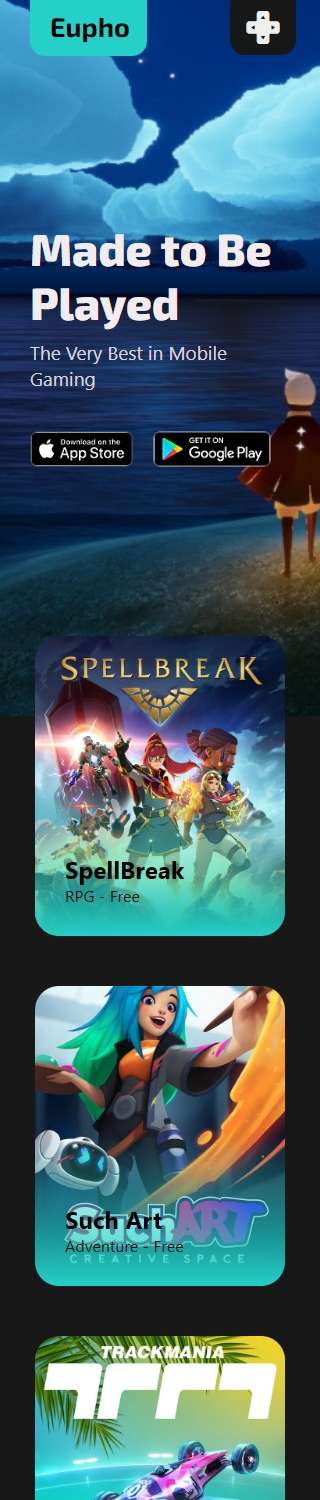 Eupho
Made to Be
Played
The Very Best in Mobile
Gaming
Download on the
App Store
GET IT ON
Google Play
SPELLBREAK
SpellBreak
RPG - Free
SuchART
Such Art
Adventure - Free
CREATIVE SPACE
TRACKMANIA